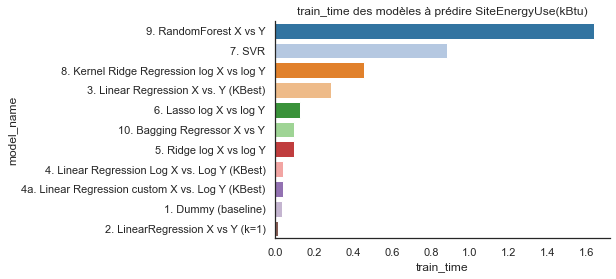 train_time des modèles à prédire SiteEnergyUse(kBtu)
9. RandomForest X vs Y
7. SVR
8. Kernel Ridge Regression log X vs log Y
3. Linear Regression X vs. Y (KBest)
6. Lasso log X vs log Y
10. Bagging Regressor X vs Y
5. Ridge log X vs log Y
4. Linear Regression Log X vs. Log Y (KBest)
4a. Linear Regression custom X vs. Log Y (KBest)
1. Dummy (baseline)
2. LinearRegression X vs Y (k=1)
model_name
0.0 0.2 0.4 0.6 0.8 1.0 1.2 1.4 1.6
train_time